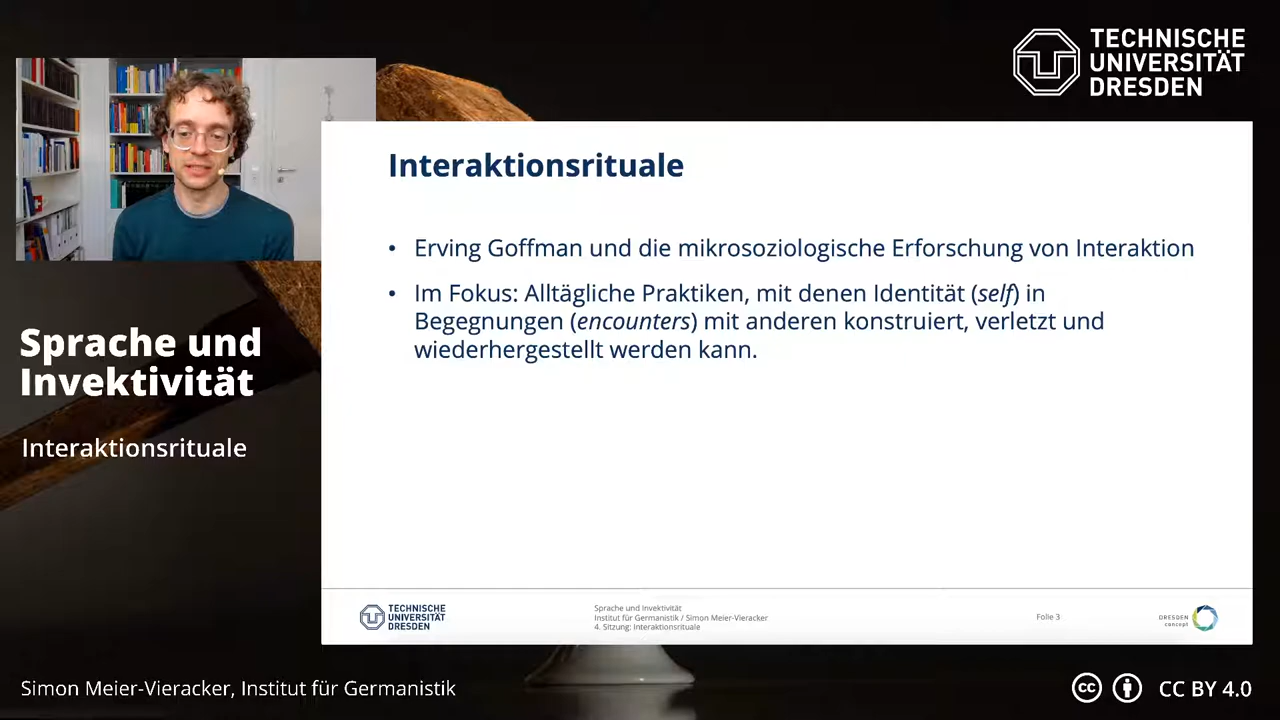 TECHNISCHE
UNIVERSITÄT
DRESDEN
Interaktionsrituale
• Erving Goffman und die mikrosoziologische Erforschung von Interaktion
• Im Fokus: Alltägliche Praktiken, mit denen Identität (self) in
Begegnungen (encounters) mit anderen konstruiert, verletzt und
wiederhergestellt werden kann.
Sprache und
Invektivität
Interaktionsrituale
TECHNISCHE
UNIVERSITÄT
DRESDEN
Sprache und Invektivität
Institut für Germanistik / Simon Meier-Vieracker
4. Sitzung: Interaktionsrituale
Folie 3
DRESDEN
concept
Simon Meier-Vieracker, Institut für Germanistik
cc CC BY 4.0